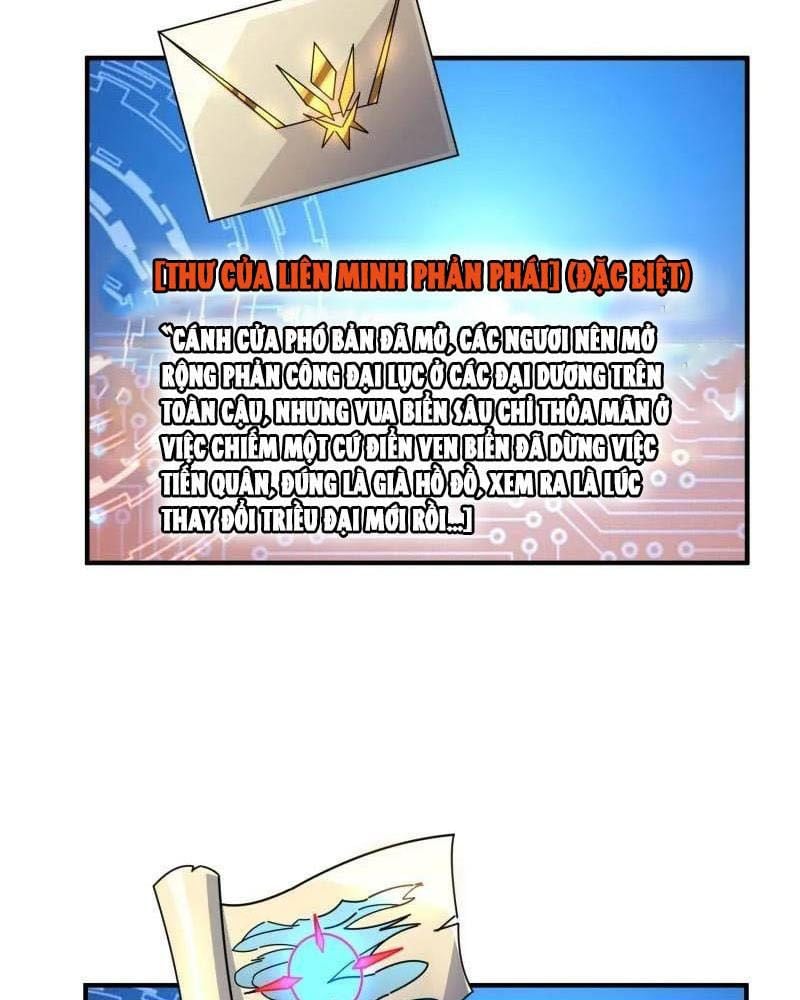 [THƯ CỦA LIÊN MINH PHẢN PHÁI] (ĐẶC BIỆT)
"CÁNH CỬA PHÓ BẢN ĐÃ MỞ, CÁC NGƯƠI NÊN MỞ
RỘNG PHẢN CÔNG ĐẠI LỤC Ở CÁC ĐẠI DƯƠNG TRÊN
TOÀN CẬU, NHƯNG VUA BIỂN SÂU CHỈ THỎA MÃN Ở
VIỆC CHIẾM MỘT CỨ ĐIỂN VEN BIỂN ĐÃ DỪNG VIỆC
TIẾN QUÂN, ĐÚNG LÀ GIÀ HỒ ĐỒ, XEM RA LÀ LÚC
THAY ĐỔI TRIỀU ĐẠI MỚI RỒI...]